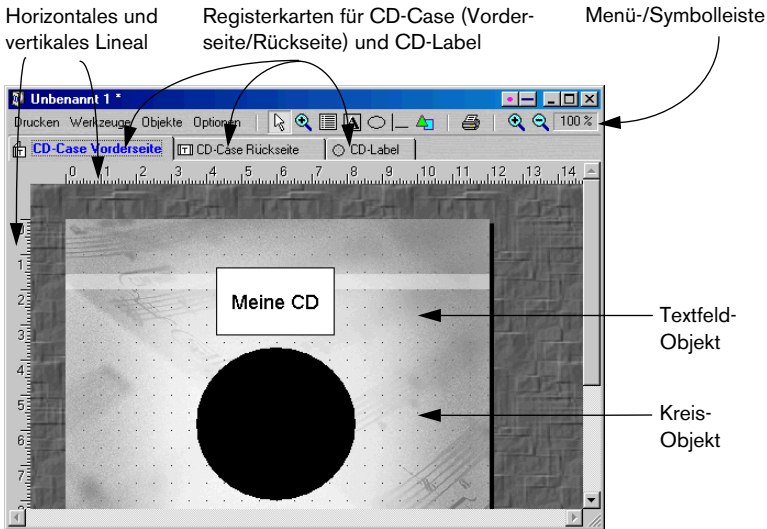 Horizontales und
vertikales Lineal
Registerkarten für CD-Case (Vorder-
seite/Rückseite) und CD-Label
Menü-/Symbolleiste
Unbenannt 1 *
Drucken Werkzeuge Objekte Optionen 100 %
CD-Case Vorderseite CD-Case Rückseite CD-Label
0 1 2 3 4 5 6 7 8 9 10 11 12 13 14
0
1
2
Meine CD
3
4
5
6
7
Textfeld-
Objekt
Kreis-
Objekt